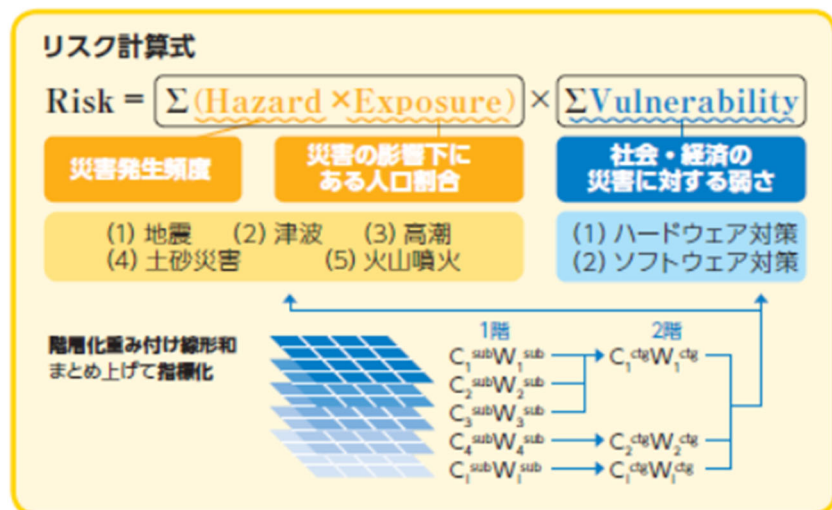 リスク計算式
Risk = Σ(Hazard×Exposure) × ΣVulnerability
災害発生頻度
災害の影響下に
ある人口割合
社会・経済の
災害に対する弱さ
(1) 地震 (2) 津波 (3) 高潮
(4) 土砂災害 (5) 火山噴火
(1) ハードウェア対策
(2) ソフトウェア対策
階層化重み付け線形和
まとめ上げて指標化
1階 2階
C₁ˢᵘᵇW₁ˢᵘᵇ C₁ᶜᵗᵍW₁ᶜᵗᵍ
C₂ˢᵘᵇW₂ˢᵘᵇ
C₃ˢᵘᵇW₃ˢᵘᵇ
C₄ˢᵘᵇW₄ˢᵘᵇ C₂ᶜᵗᵍW₂ᶜᵗᵍ
CᵢˢᵘᵇWᵢˢᵘᵇ CᵢᶜᵗᵍWᵢᶜᵗᵍ